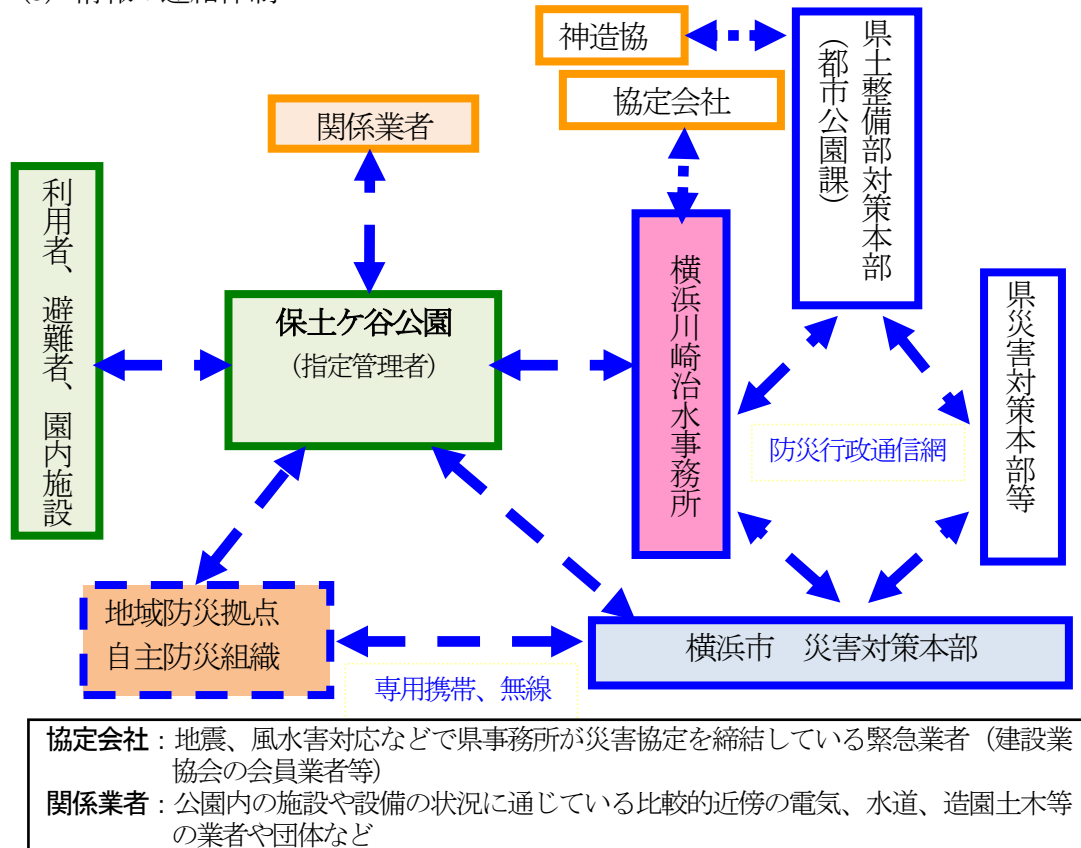 神造協
協定会社
県土整備部対策本部
(都市公園課)
関係業者
利用者、避難者、園内施設
保土ケ谷公園
(指定管理者)
横浜川崎治水事務所
県災害対策本部等
防災行政通信網
地域防災拠点
自主防災組織
専用携帯、無線
横浜市　災害対策本部
協定会社：地震、風水害対応などで県事務所が災害協定を締結している緊急業者（建設業
協会の会員業者等）
関係業者：公園内の施設や設備の状況に通じている比較的近傍の電気、水道、造園土木等
の業者や団体など